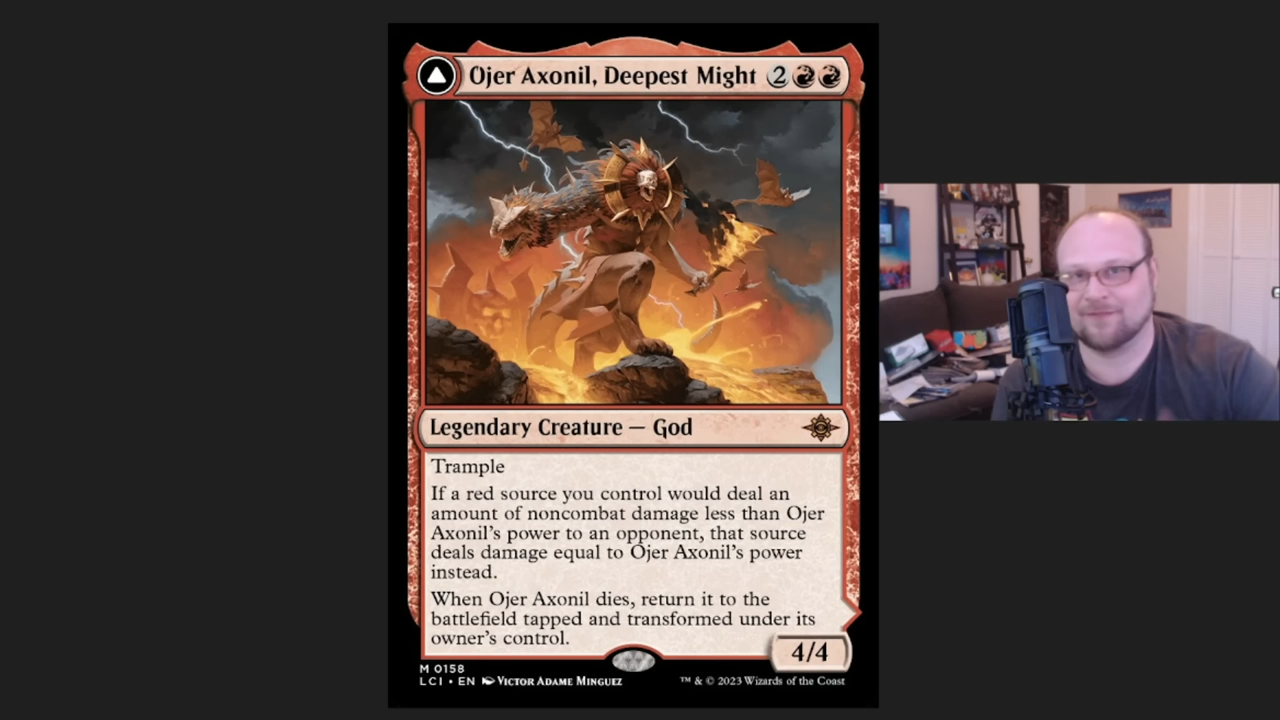 Ojer Axonil, Deepest Might 2
Legendary Creature — God
Trample
If a red source you control would deal an
amount of noncombat damage less than Ojer
Axonil's power to an opponent, that source
deals damage equal to Ojer Axonil's power
instead.
When Ojer Axonil dies, return it to the
battlefield tapped and transformed under its
owner's control.
4/4
M 0158
LCI • EN Victor Adame Minguez
™ & © 2023 Wizards of the Coast